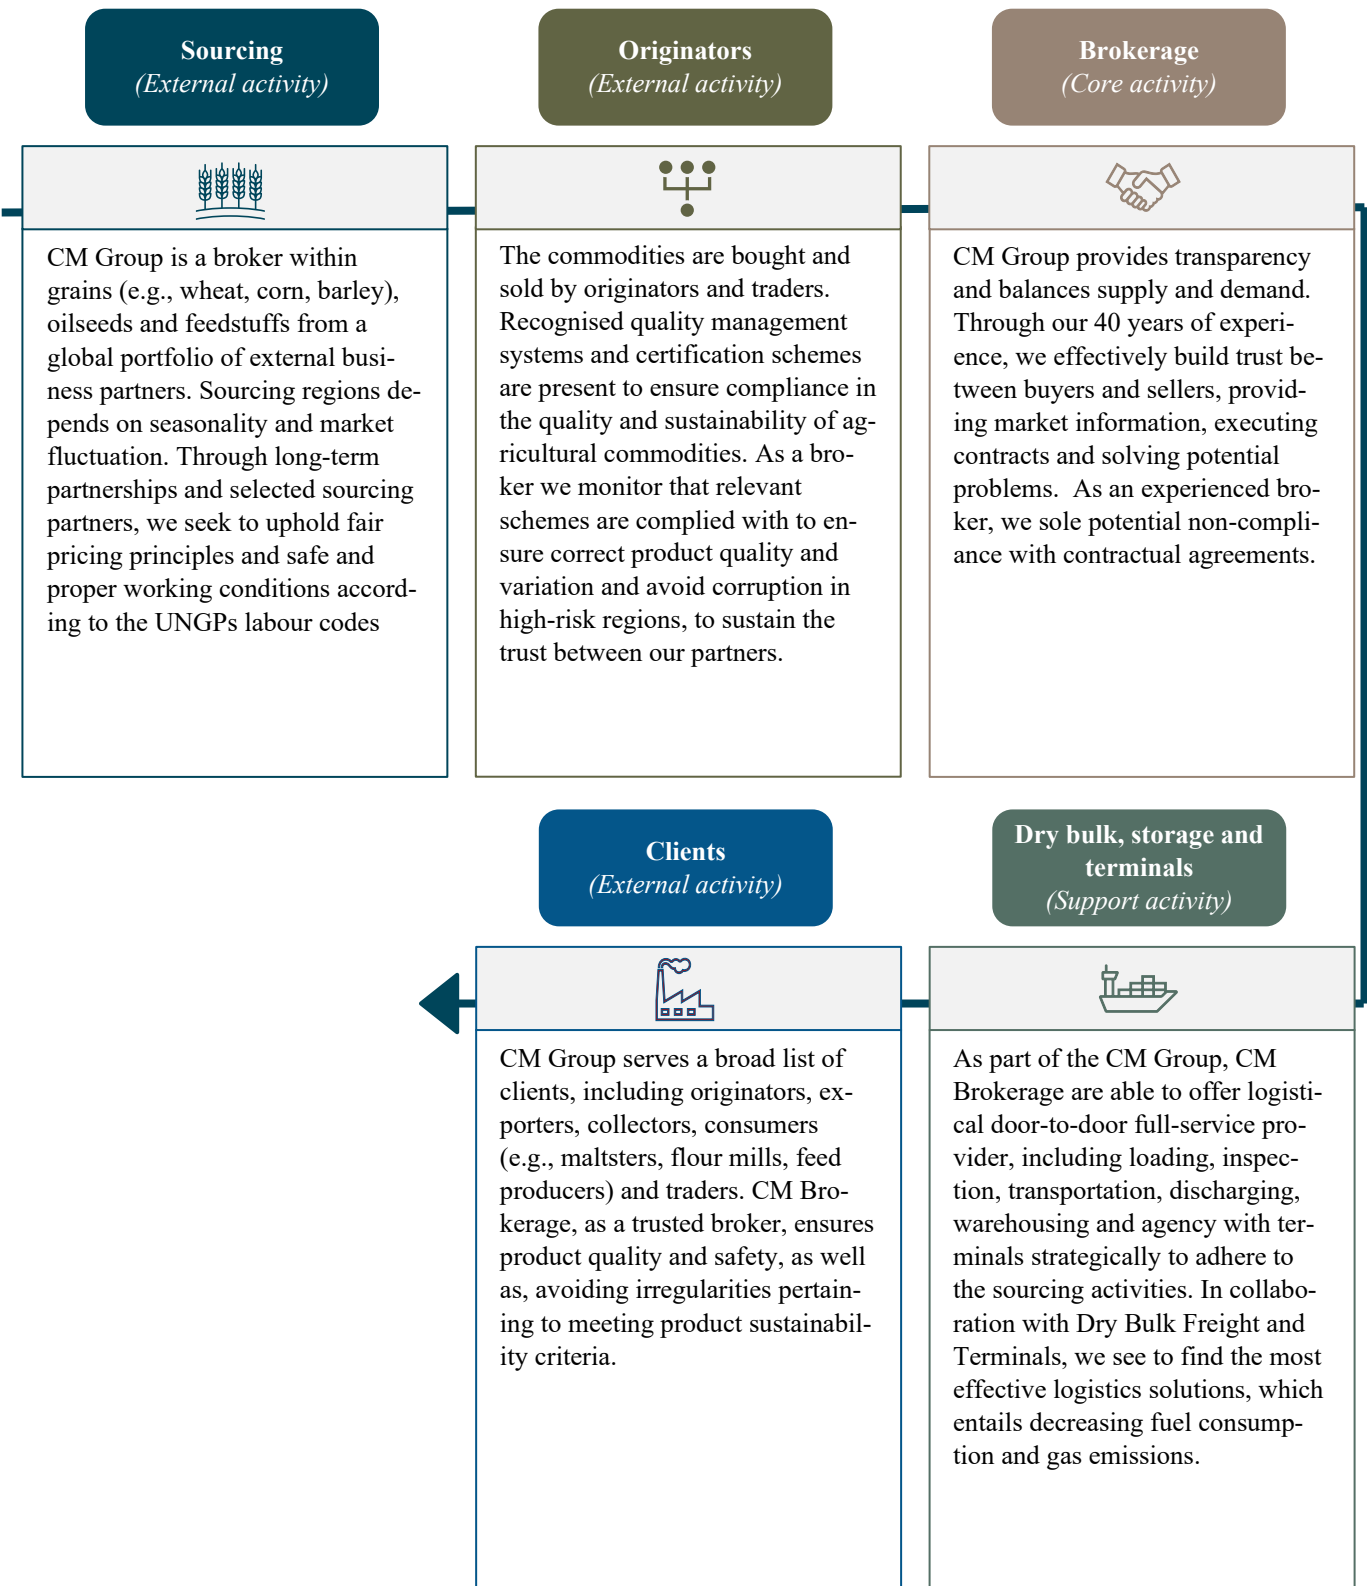 Sourcing
(External activity)
CM Group is a broker within
grains (e.g., wheat, corn, barley),
oilseeds and feedstuffs from a
global portfolio of external busi-
ness partners. Sourcing regions de-
pends on seasonality and market
fluctuation. Through long-term
partnerships and selected sourcing
partners, we seek to uphold fair
pricing principles and safe and
proper working conditions accord-
ing to the UNGPs labour codes
Originators
(External activity)
The commodities are bought and
sold by originators and traders.
Recognised quality management
systems and certification schemes
are present to ensure compliance in
the quality and sustainability of ag-
ricultural commodities. As a bro-
ker we monitor that relevant
schemes are complied with to en-
sure correct product quality and
variation and avoid corruption in
high-risk regions, to sustain the
trust between our partners.
Brokerage
(Core activity)
CM Group provides transparency
and balances supply and demand.
Through our 40 years of experi-
ence, we effectively build trust be-
tween buyers and sellers, provid-
ing market information, executing
contracts and solving potential
problems.  As an experienced bro-
ker, we sole potential non-compli-
ance with contractual agreements.
Dry bulk, storage and
terminals
(Support activity)
As part of the CM Group, CM
Brokerage are able to offer logisti-
cal door-to-door full-service pro-
vider, including loading, inspec-
tion, transportation, discharging,
warehousing and agency with ter-
minals strategically to adhere to
the sourcing activities. In collabo-
ration with Dry Bulk Freight and
Terminals, we see to find the most
effective logistics solutions, which
entails decreasing fuel consump-
tion and gas emissions.
Clients
(External activity)
CM Group serves a broad list of
clients, including originators, ex-
porters, collectors, consumers
(e.g., maltsters, flour mills, feed
producers) and traders. CM Bro-
kerage, as a trusted broker, ensures
product quality and safety, as well
as, avoiding irregularities pertain-
ing to meeting product sustainabil-
ity criteria.